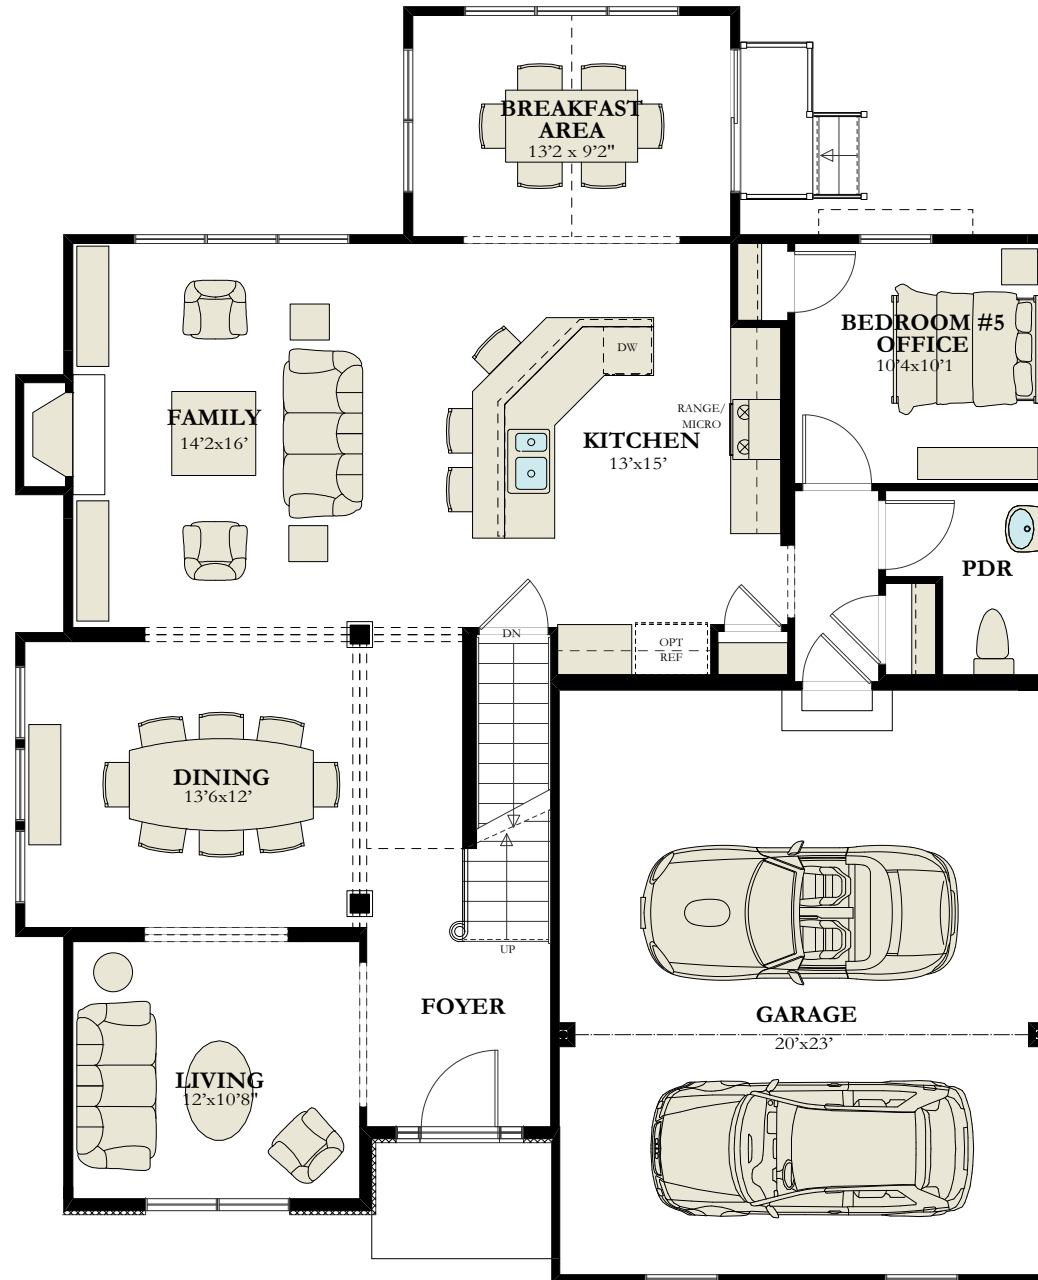 BREAKFAST
AREA
13'2 x 9'2"
BEDROOM #5
OFFICE
10'4x10'1
DW
RANGE/
MICRO
FAMILY
14'2x16'
KITCHEN
13'x15'
PDR
DN
OPT
REF
DINING
13'6x12'
UP
FOYER
GARAGE
20'x23'
LIVING
12'x10'8"